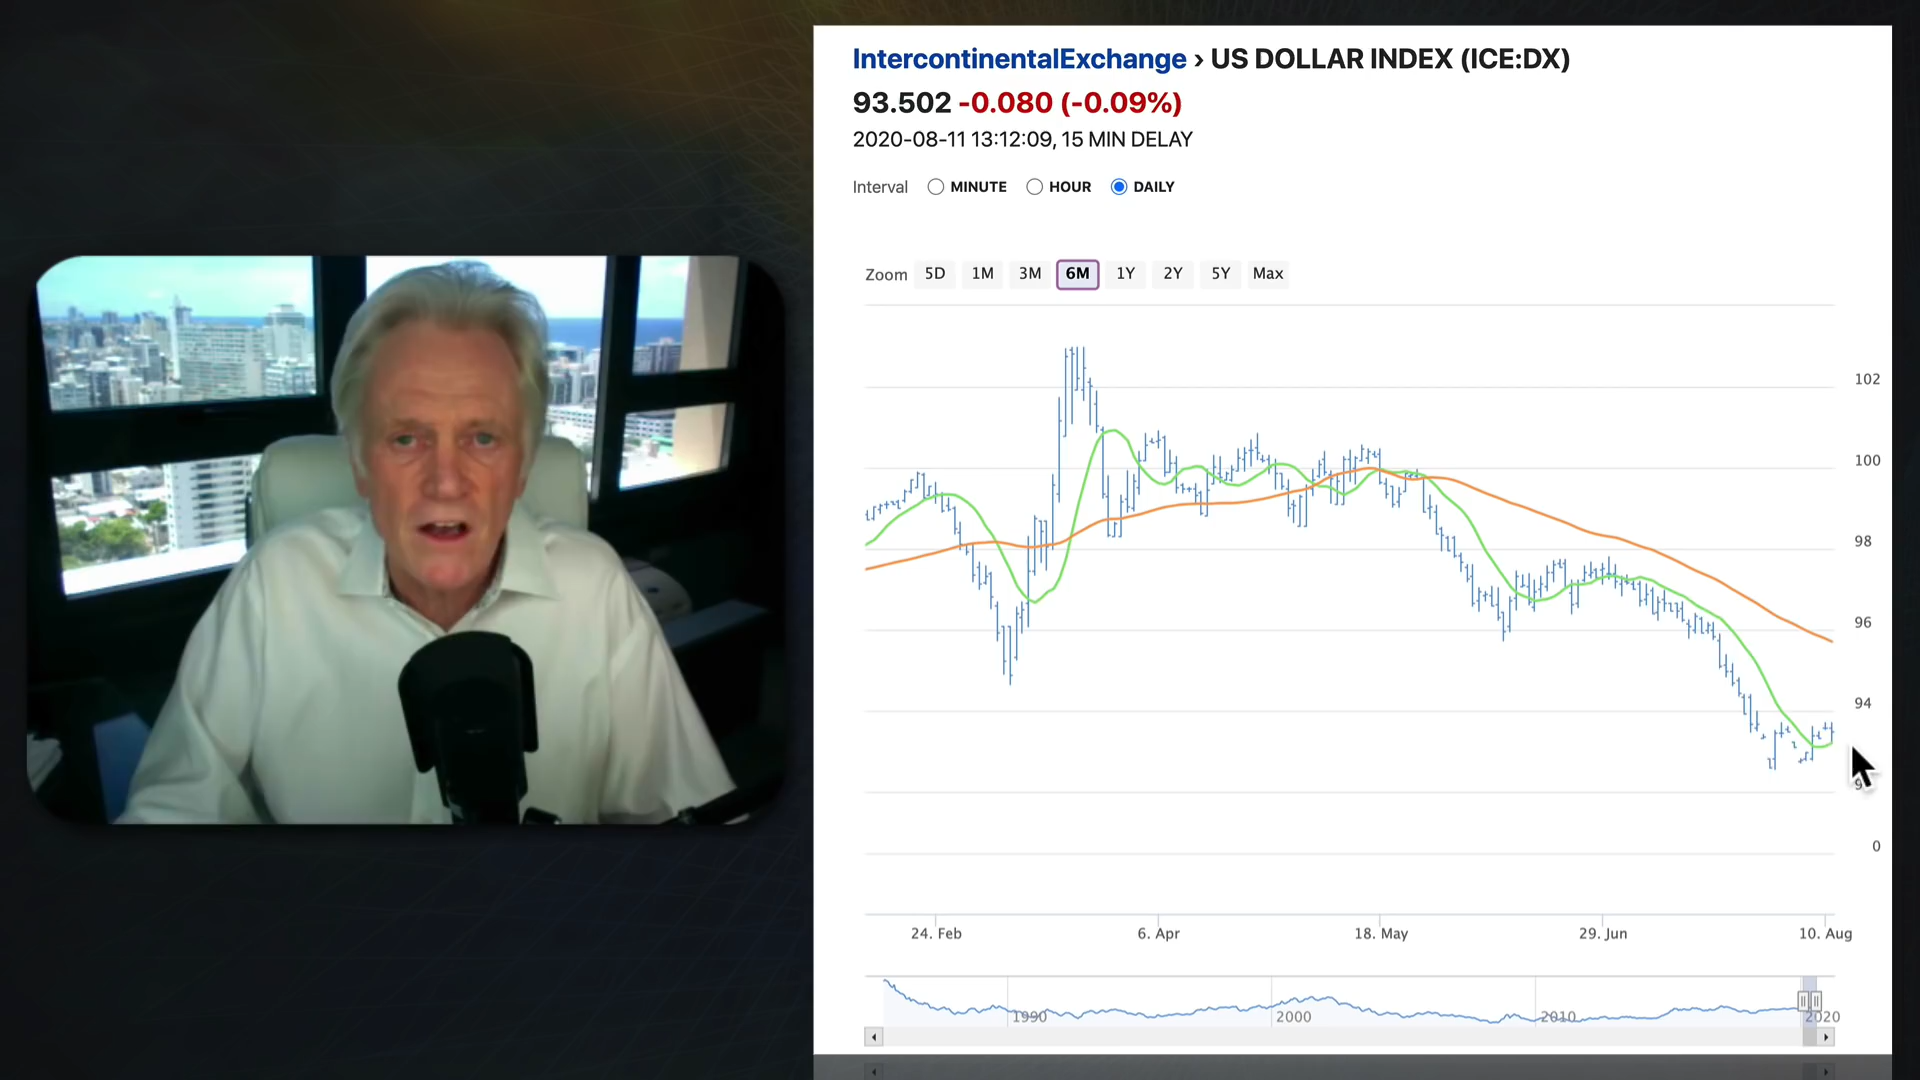 IntercontinentalExchange › US DOLLAR INDEX (ICE:DX)
93.502 -0.080 (-0.09%)
2020-08-11 13:12:09, 15 MIN DELAY
Interval MINUTE HOUR DAILY
Zoom 5D 1M 3M 6M 1Y 2Y 5Y Max
102
100
98
96
94
0
24. Feb 6. Apr 18. May 29. Jun 10. Aug
1990 2000 2010 2020